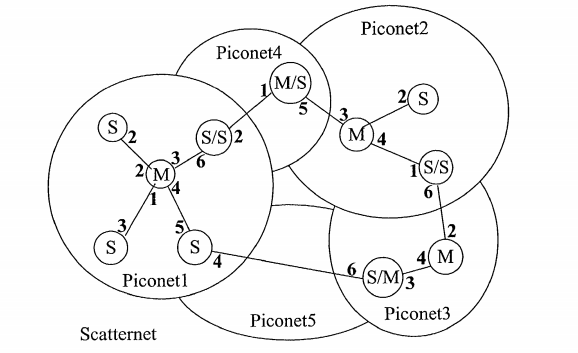 Piconet2
Piconet4
1 M/S
5
2 S
3
M
4
S
2
S/S 2
6
3
2 M
4
1
1 S/S
6
3
S
5
S
4
2
4 M
6
S/M
3
Piconet1
Piconet5
Piconet3
Scatternet